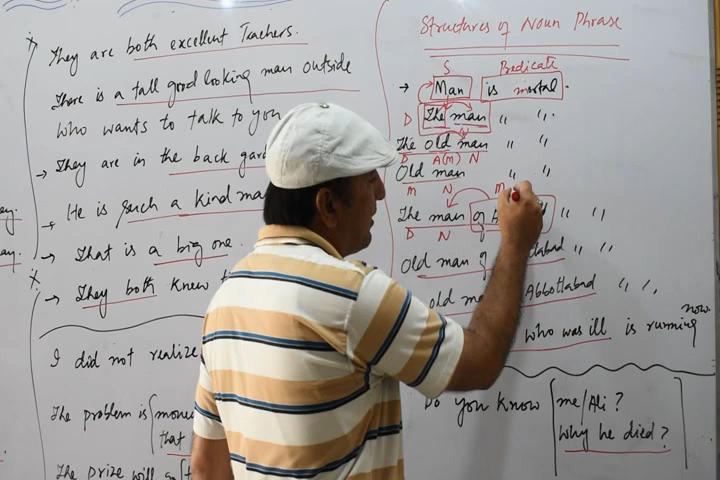 They are both excellent Teachers.
There is a tall good looking man outside
who wants to talk to you
→ They are in the back gard
→ He is such a kind ma
→ That is a big one.
→ They both knew
I did not realize
The problem is
that
The prize will go
Structures of Noun Phrase
S Predicate
→ Man is mortal.
D The man " ".
The old man " "
D A(M) N
Old man " "
M N M
The man of A " "
D N
Old man of " "
old ma Abbottabad " "
who was ill is running now.
Do you know me/Ali?
Why he died?